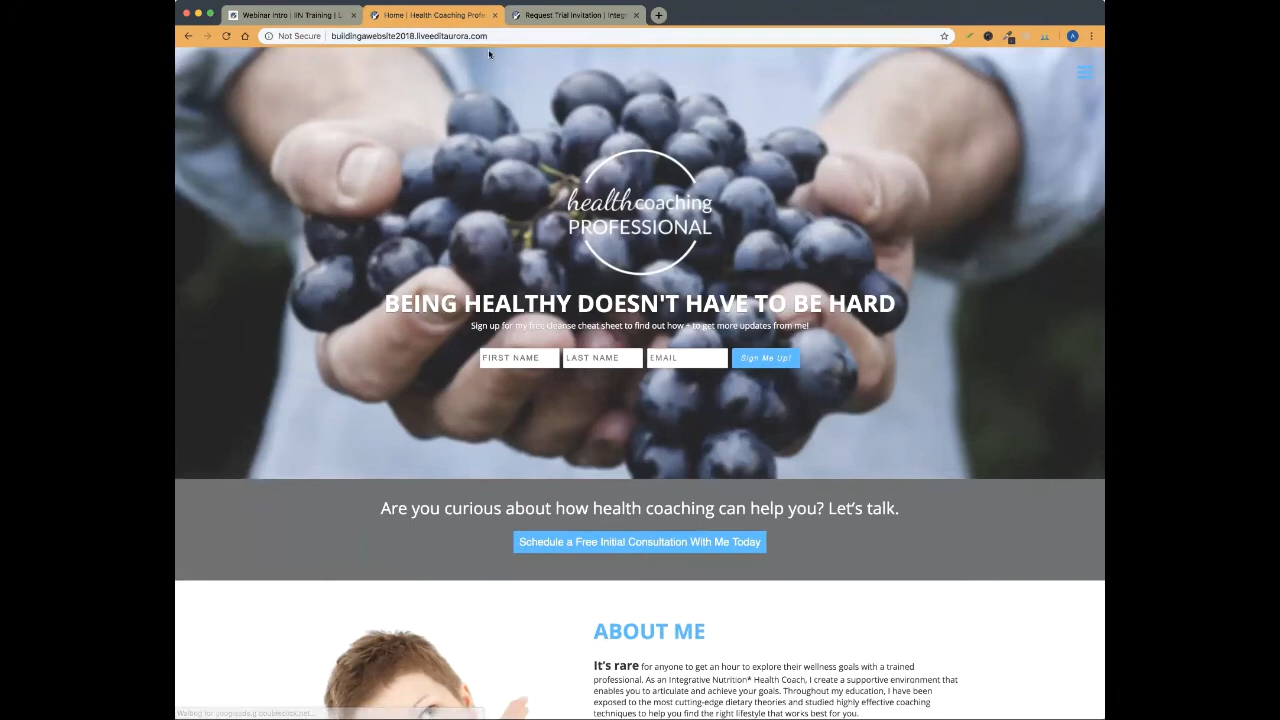 Webinar Intro | IIN Training | L
Home | Health Coaching Profe
Request Trial Invitation | Integr
Not Secure | buildingawebsite2018.liveeditaurora.com
healthcoaching
PROFESSIONAL
BEING HEALTHY DOESN'T HAVE TO BE HARD
Sign up for my free cleanse cheat sheet to find out how + to get more updates from me!
FIRST NAME
LAST NAME
EMAIL
Sign Me Up!
Are you curious about how health coaching can help you? Let's talk.
Schedule a Free Initial Consultation With Me Today
ABOUT ME
It's rare for anyone to get an hour to explore their wellness goals with a trained
professional. As an Integrative Nutrition* Health Coach, I create a supportive environment that
enables you to articulate and achieve your goals. Throughout my education, I have been
exposed to the most cutting-edge dietary theories and studied highly effective coaching
techniques to help you find the right lifestyle that works best for you.
Waiting for googleads.g.doubleclick.net...